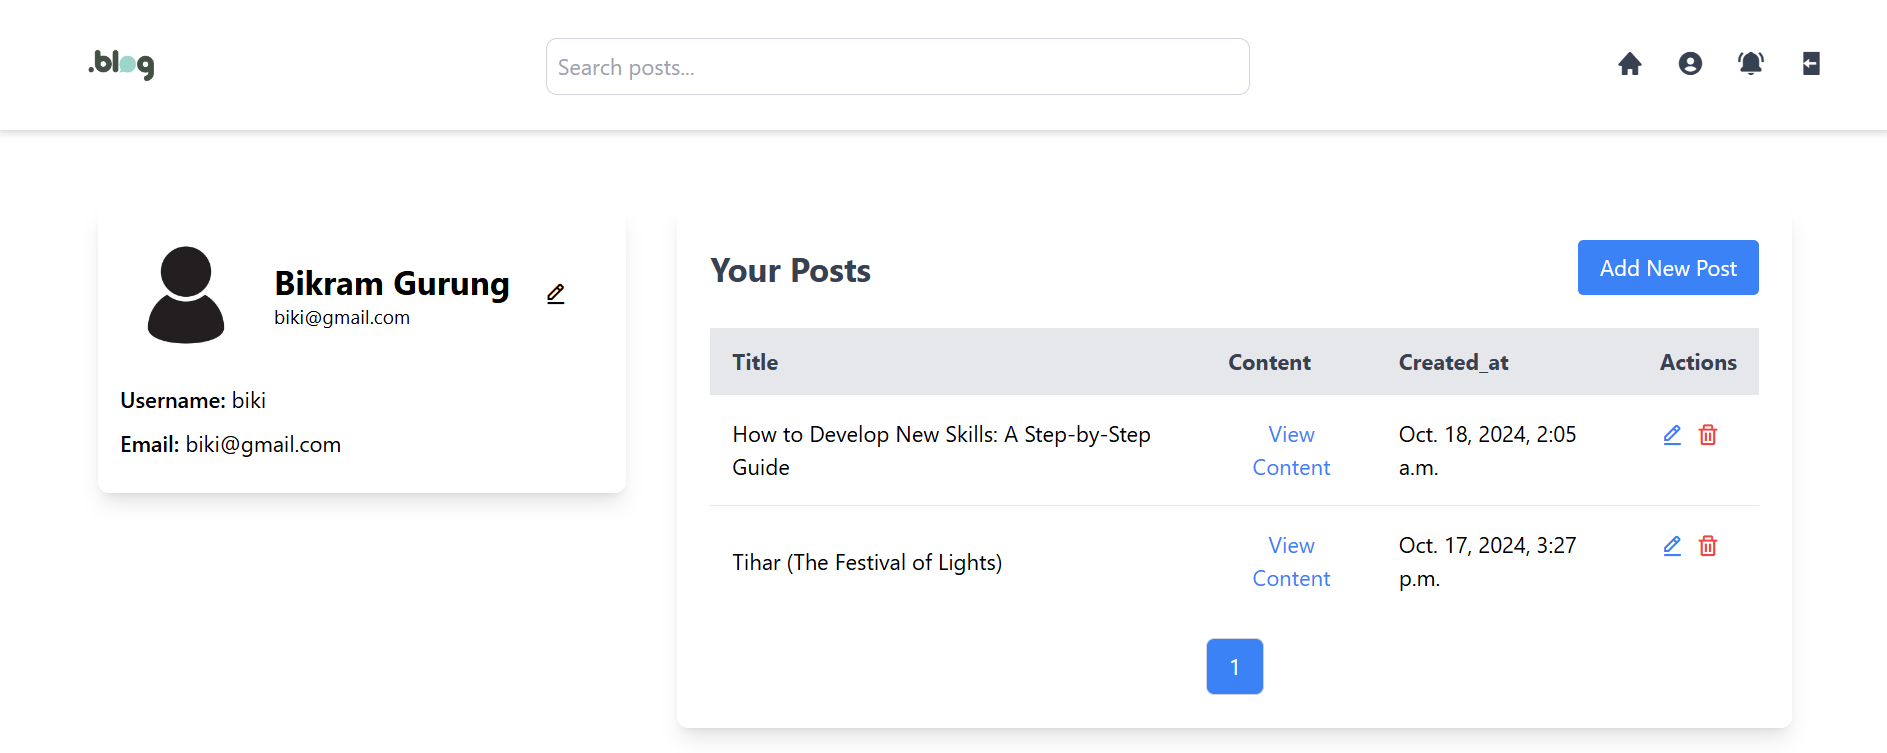 .blog
Search posts...
Bikram Gurung
biki@gmail.com
Username: biki
Email: biki@gmail.com
Your Posts
Add New Post
Title Content Created_at Actions
How to Develop New Skills: A Step-by-Step
Guide
View
Content
Oct. 18, 2024, 2:05
a.m.
Tihar (The Festival of Lights)
View
Content
Oct. 17, 2024, 3:27
p.m.
1